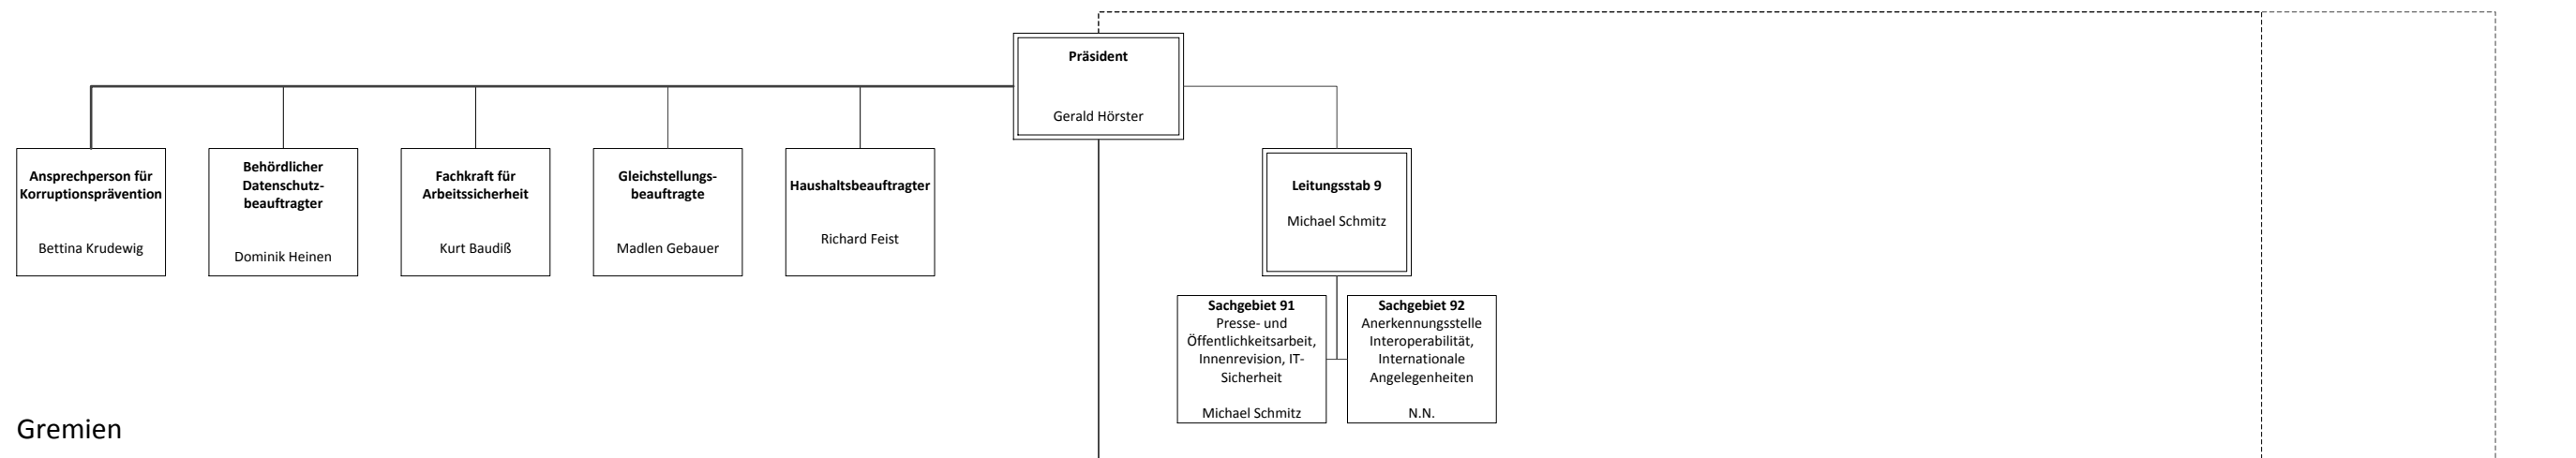 Präsident
Gerald Hörster
Ansprechperson für
Korruptionsprävention
Bettina Krudewig
Behördlicher
Datenschutz-
beauftragter
Dominik Heinen
Fachkraft für
Arbeitssicherheit
Kurt Baudiß
Gleichstellungs-
beauftragte
Madlen Gebauer
Haushaltsbeauftragter
Richard Feist
Leitungsstab 9
Michael Schmitz
Sachgebiet 91
Presse- und
Öffentlichkeitsarbeit,
Innenrevision, IT-
Sicherheit
Michael Schmitz
Sachgebiet 92
Anerkennungsstelle
Interoperabilität,
Internationale
Angelegenheiten
N.N.
Gremien